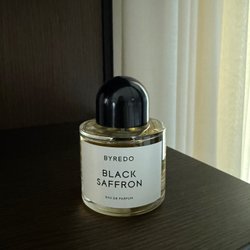 BYREDO
BLACK
SAFFRON
EAU DE PARFUM